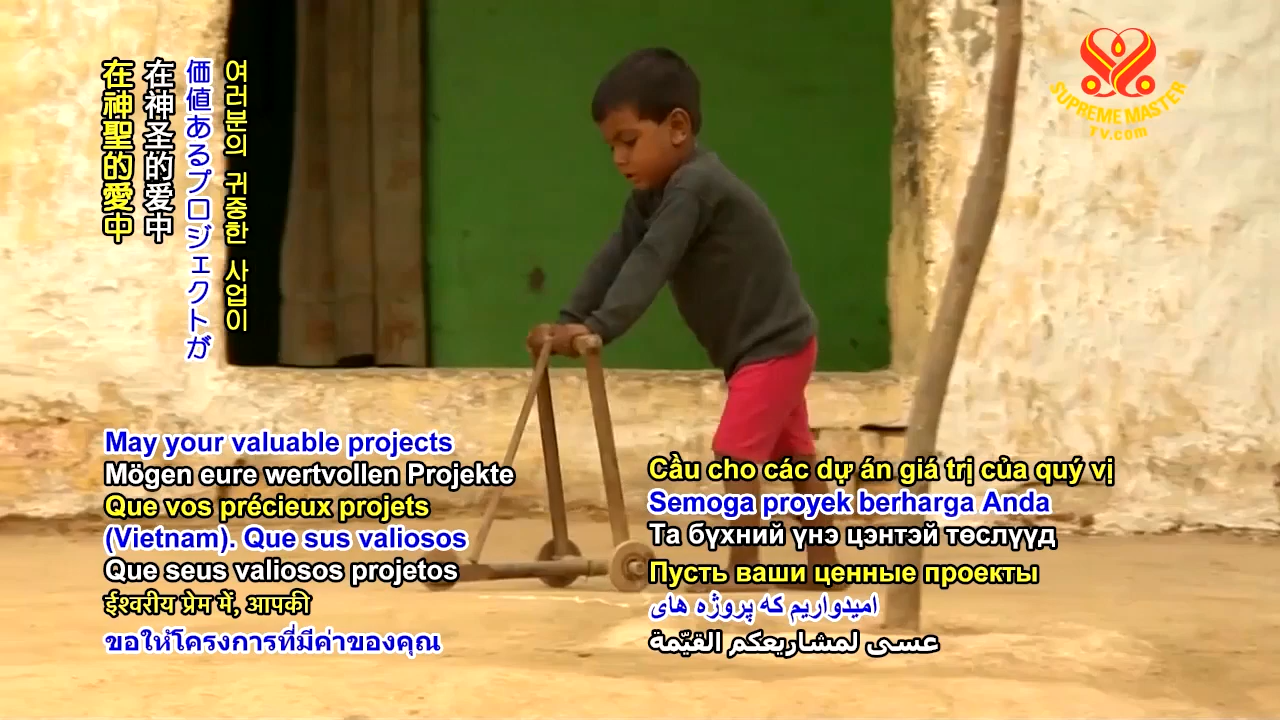 在神聖的愛中
在神圣的爱中
価値あるプロジェクトが
여러분의 귀중한 사업이
SUPREME MASTER
TV.com
May your valuable projects
Mögen eure wertvollen Projekte
Que vos précieux projets
(Vietnam). Que sus valiosos
Que seus valiosos projetos
ईश्वरीय प्रेम में, आपकी
ขอให้โครงการที่มีค่าของคุณ
Cầu cho các dự án giá trị của quý vị
Semoga proyek berharga Anda
Та бүхний үнэ цэнтэй төслүүд
Пусть ваши ценные проекты
امیدواریم که پروژه های
عسى لمشاريعكم القيّمة